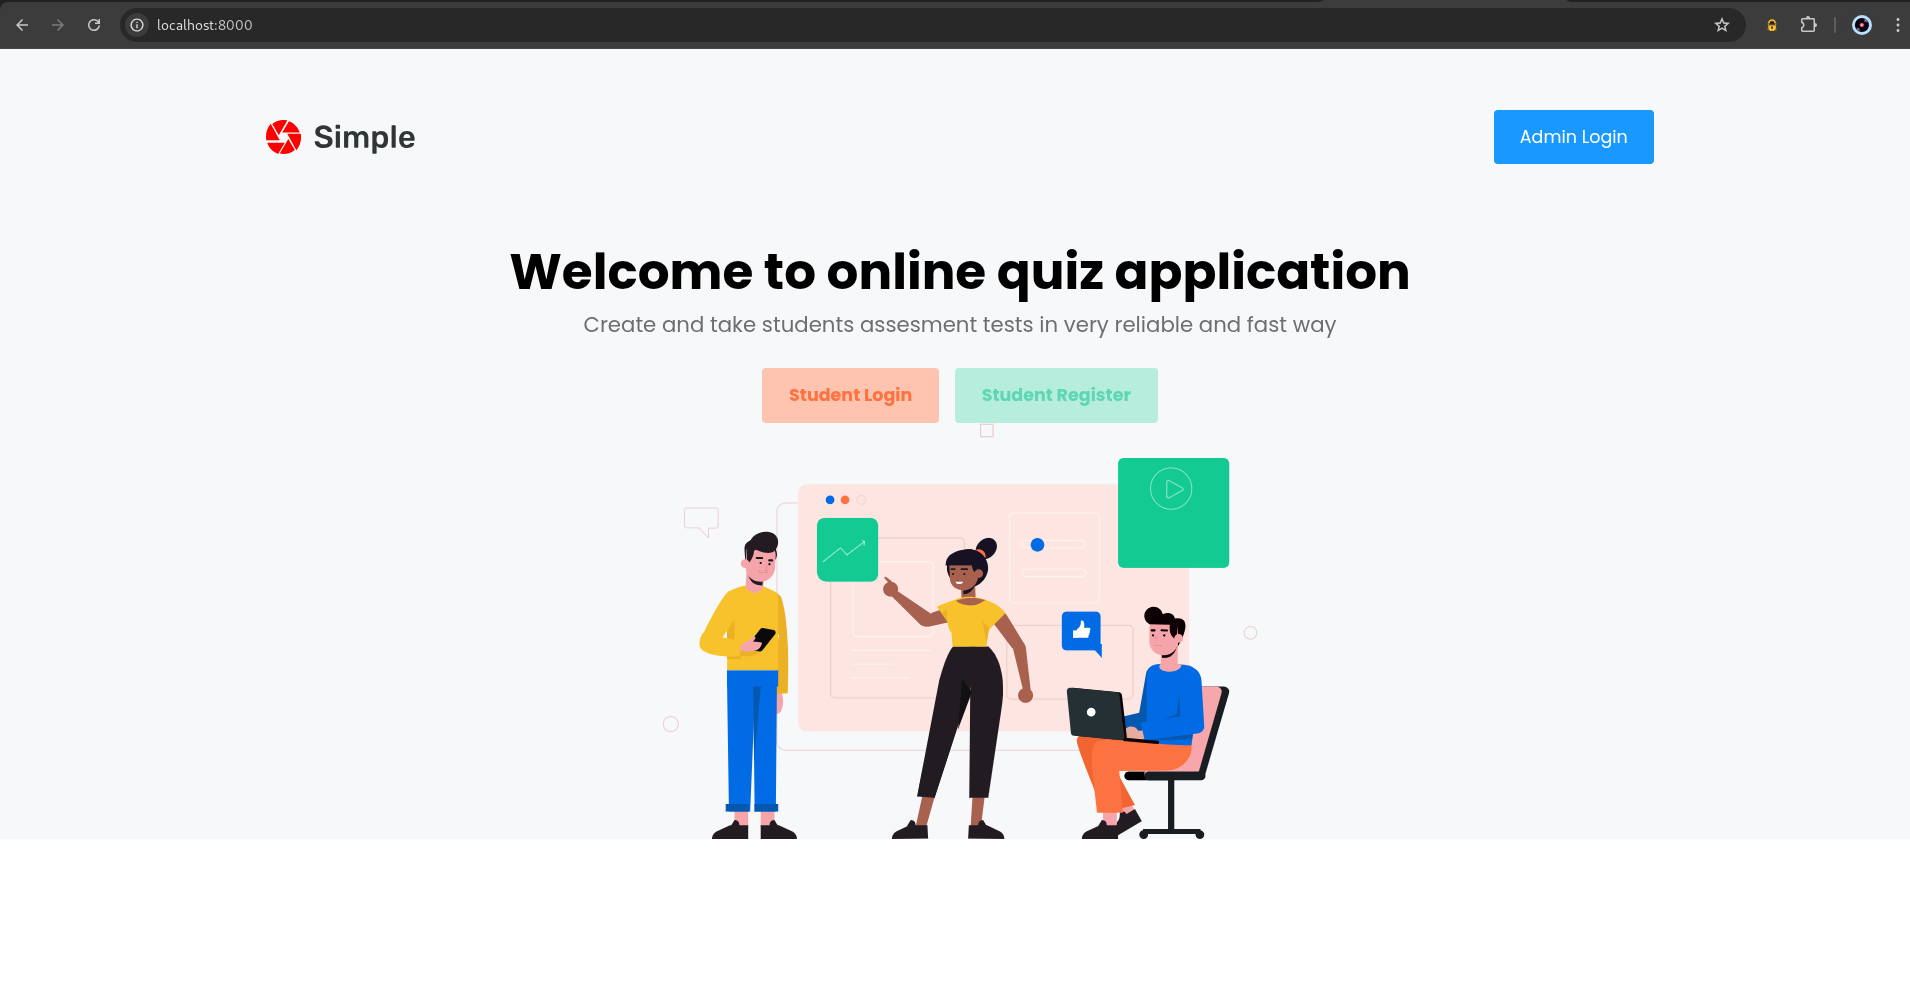 localhost:8000
Simple
Admin Login
Welcome to online quiz application
Create and take students assesment tests in very reliable and fast way
Student Login
Student Register